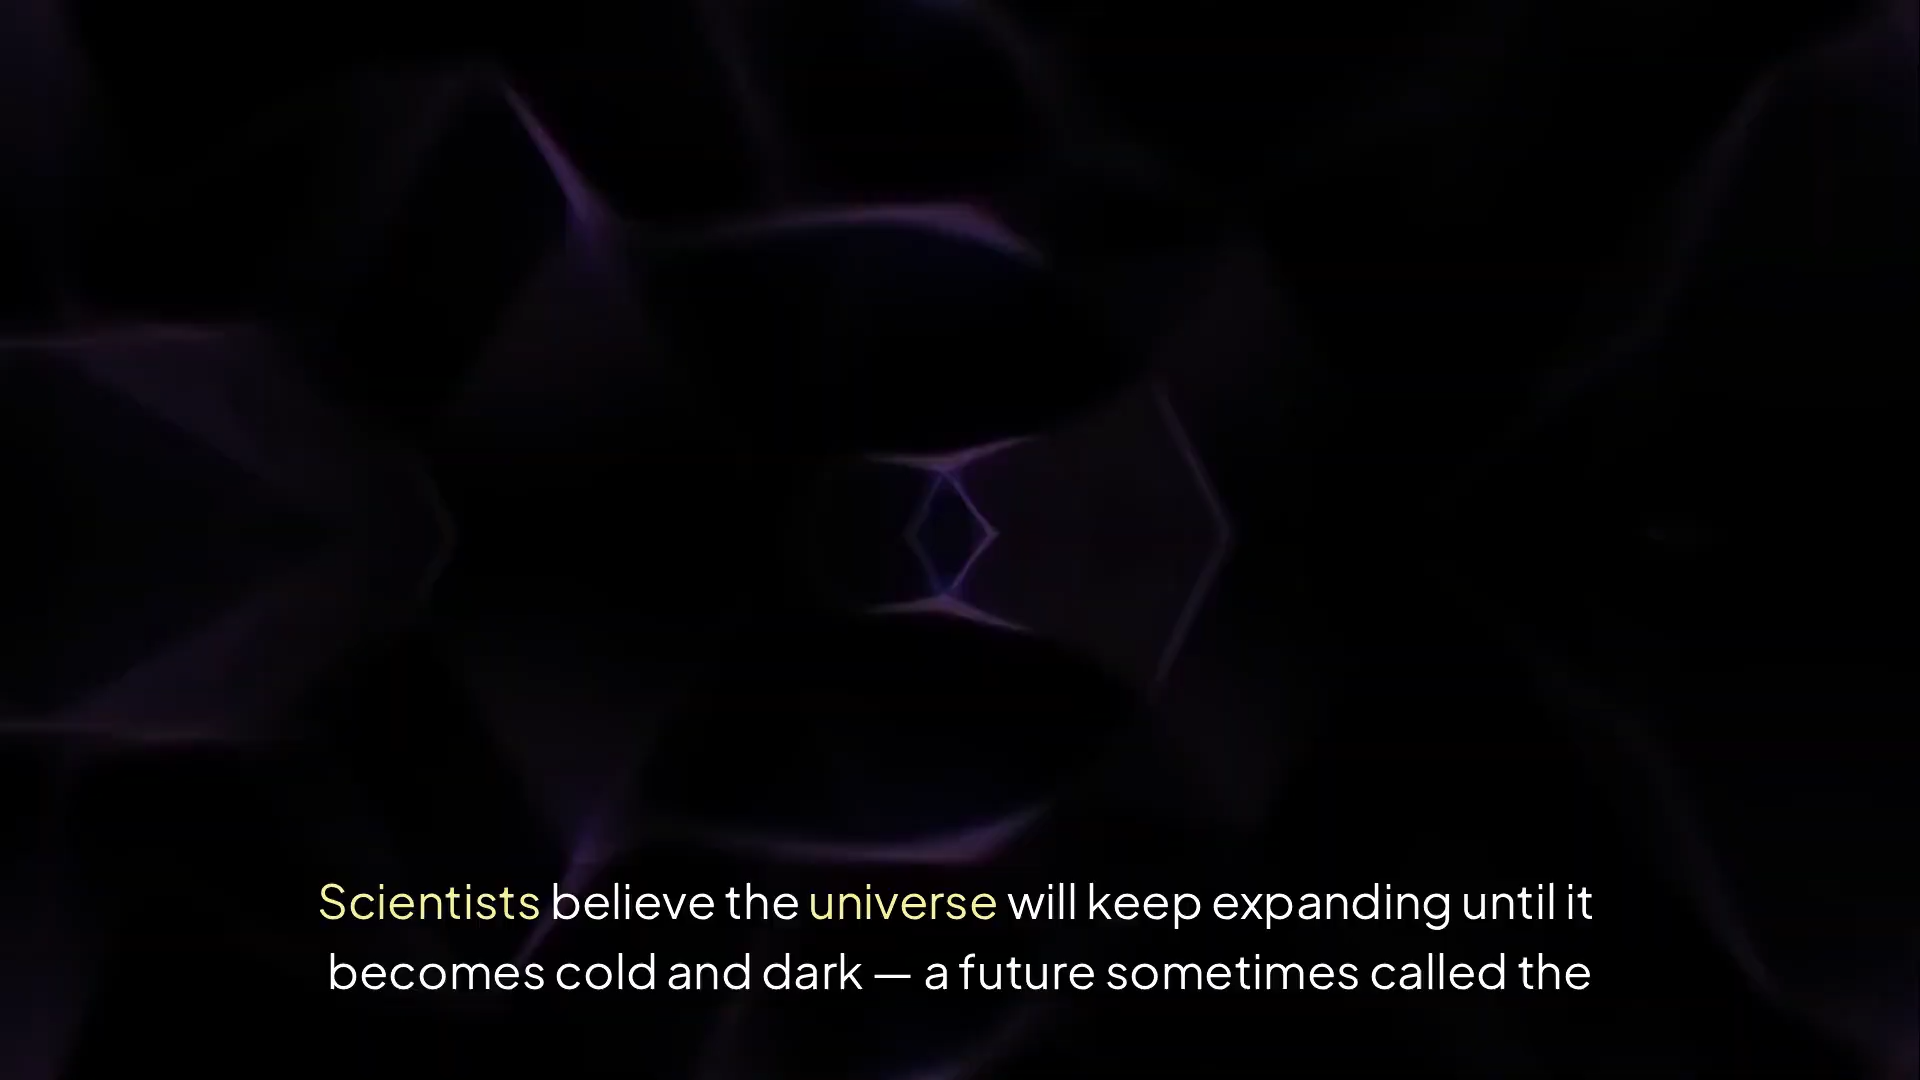 Scientists believe the universe will keep expanding until it
becomes cold and dark — a future sometimes called the